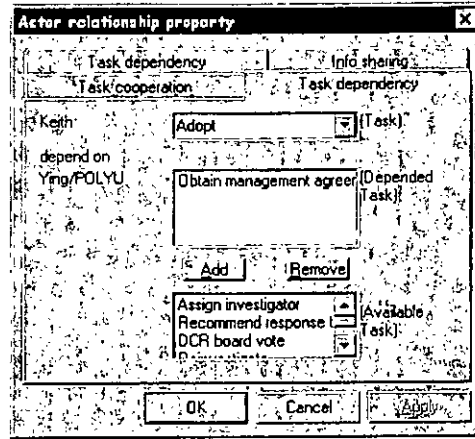 Actor relationship property
Task dependency
Info sharing
Task cooperation
Task dependency
Keith
Adopt
(Task)
depend on
Ying/POLYU
Obtain management agreer
(Depended
Task)
Add
Remove
Assign investigator
Recommend response
DCR board vote
(Available
Task)
OK
Cancel
Apply